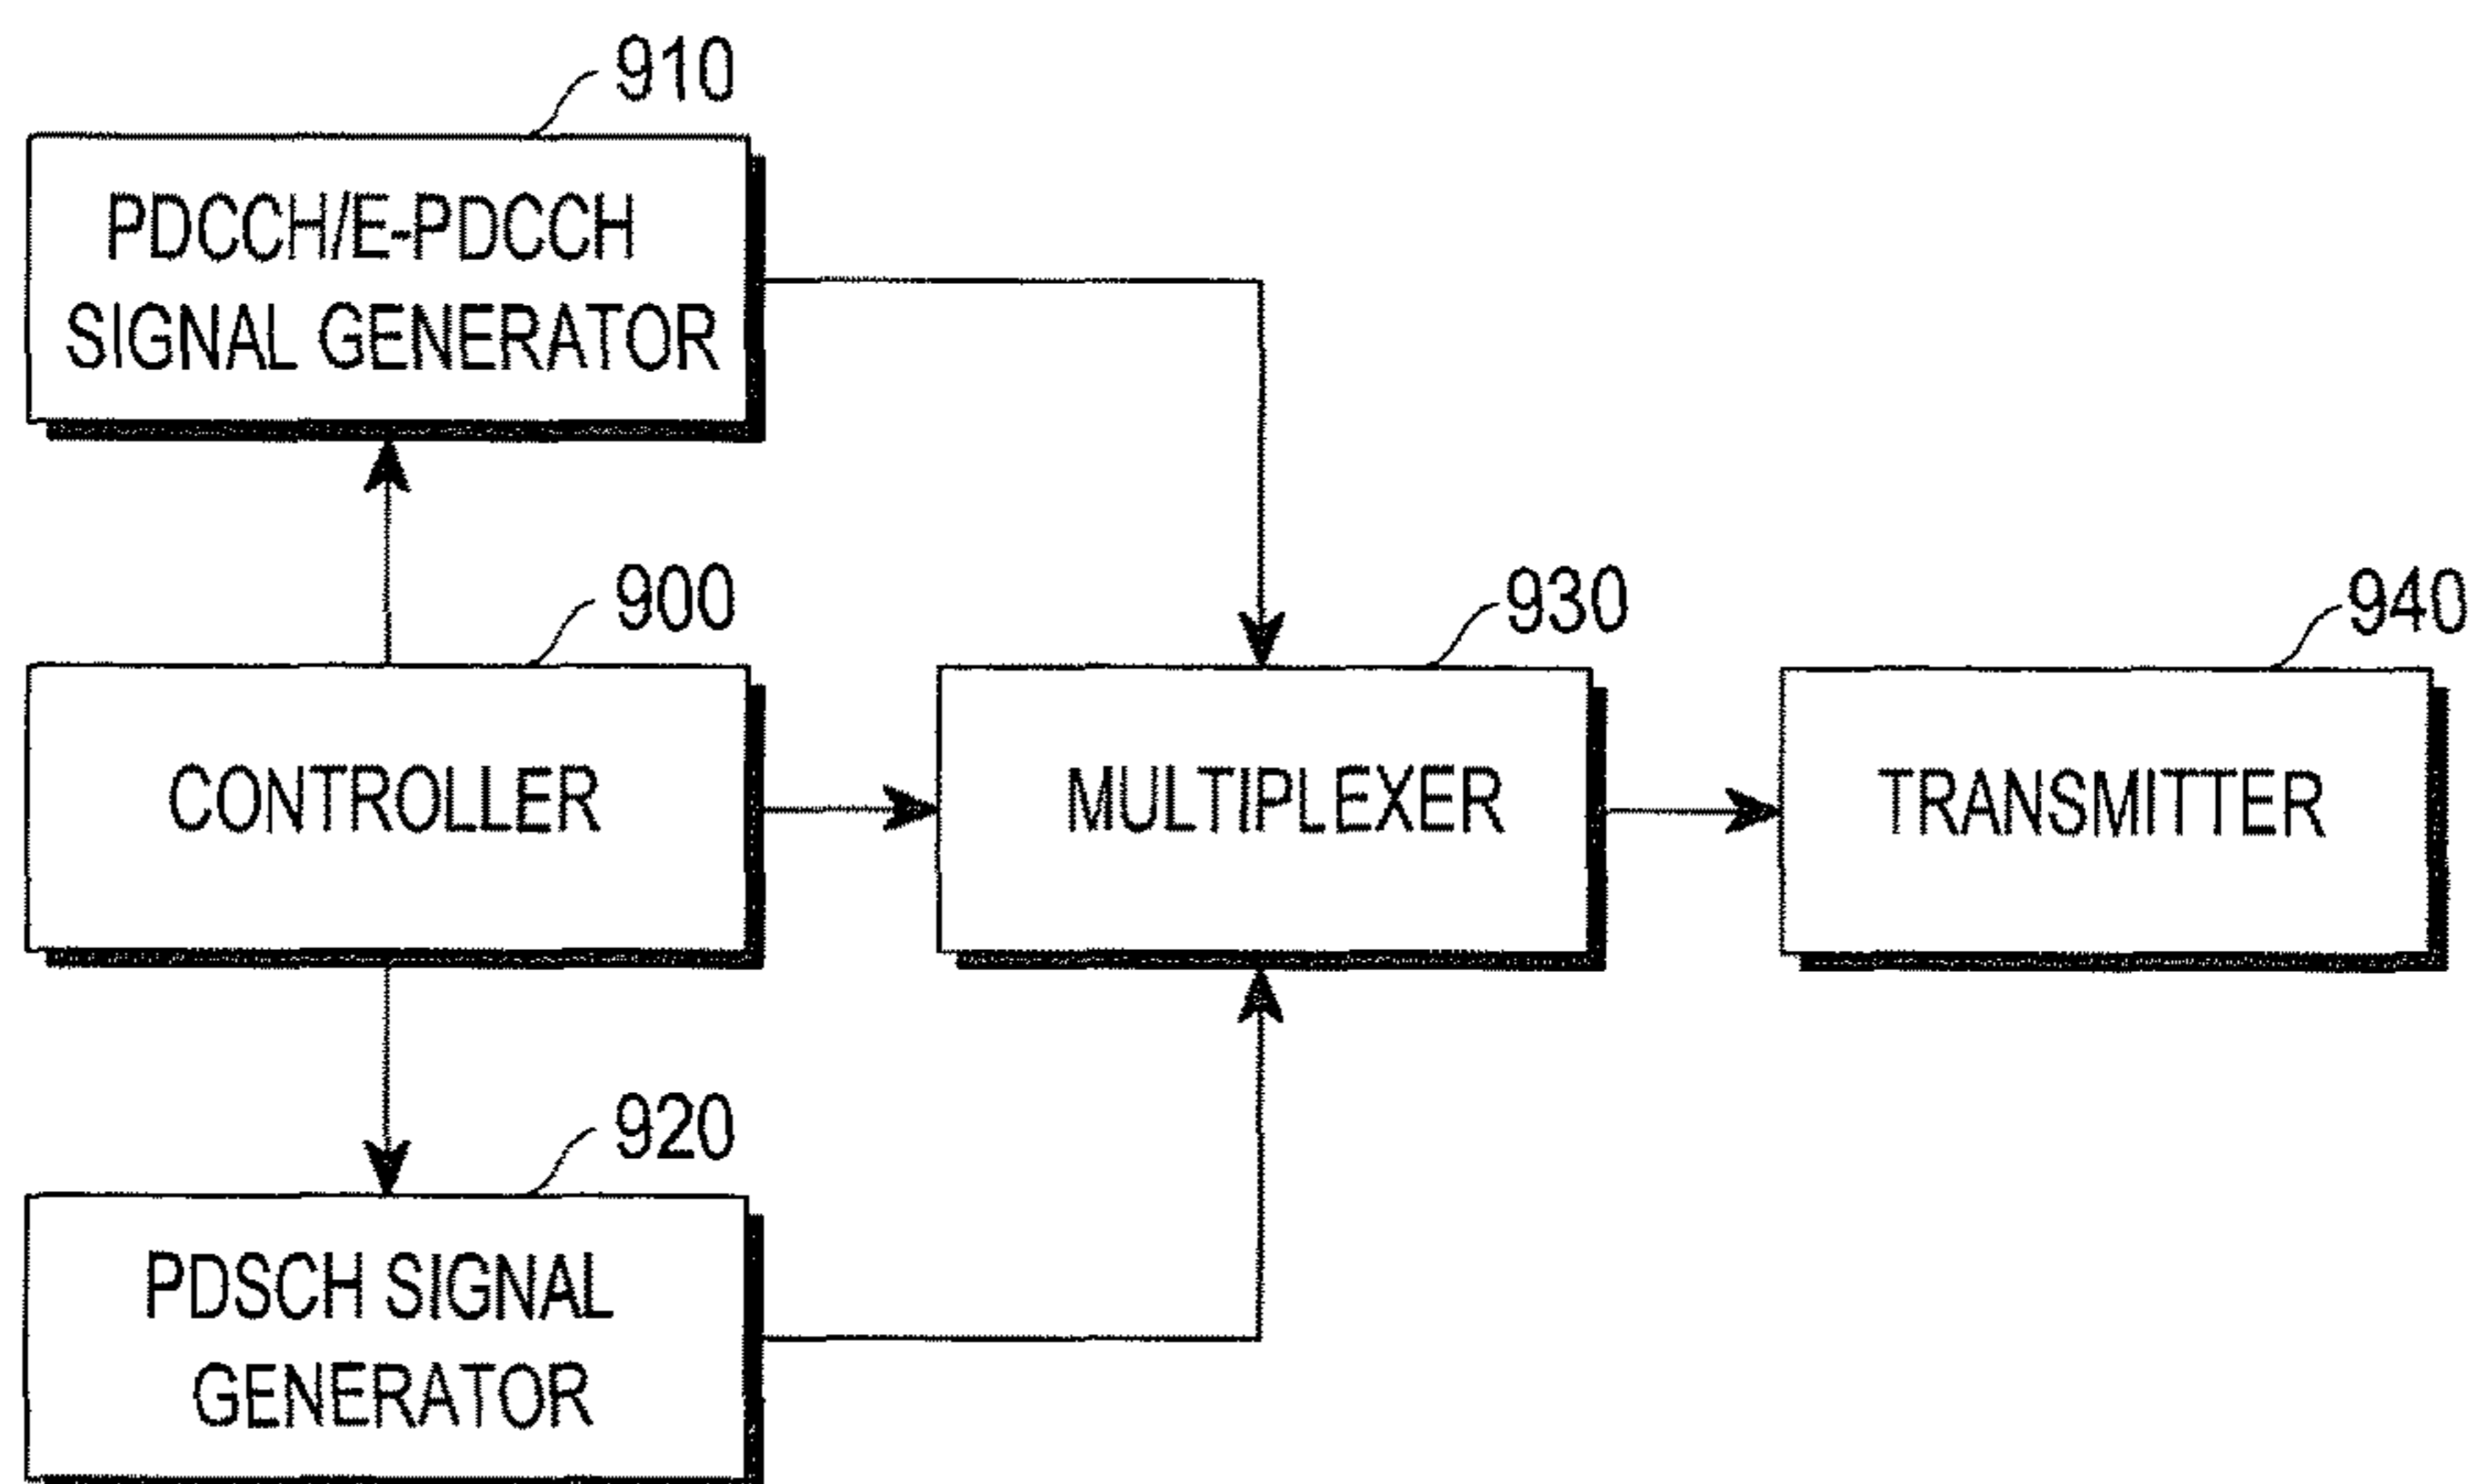 910
PDCCH/E-PDCCH
SIGNAL GENERATOR
900
930
940
CONTROLLER
MULTIPLEXER
TRANSMITTER
920
PDSCH SIGNAL
GENERATOR